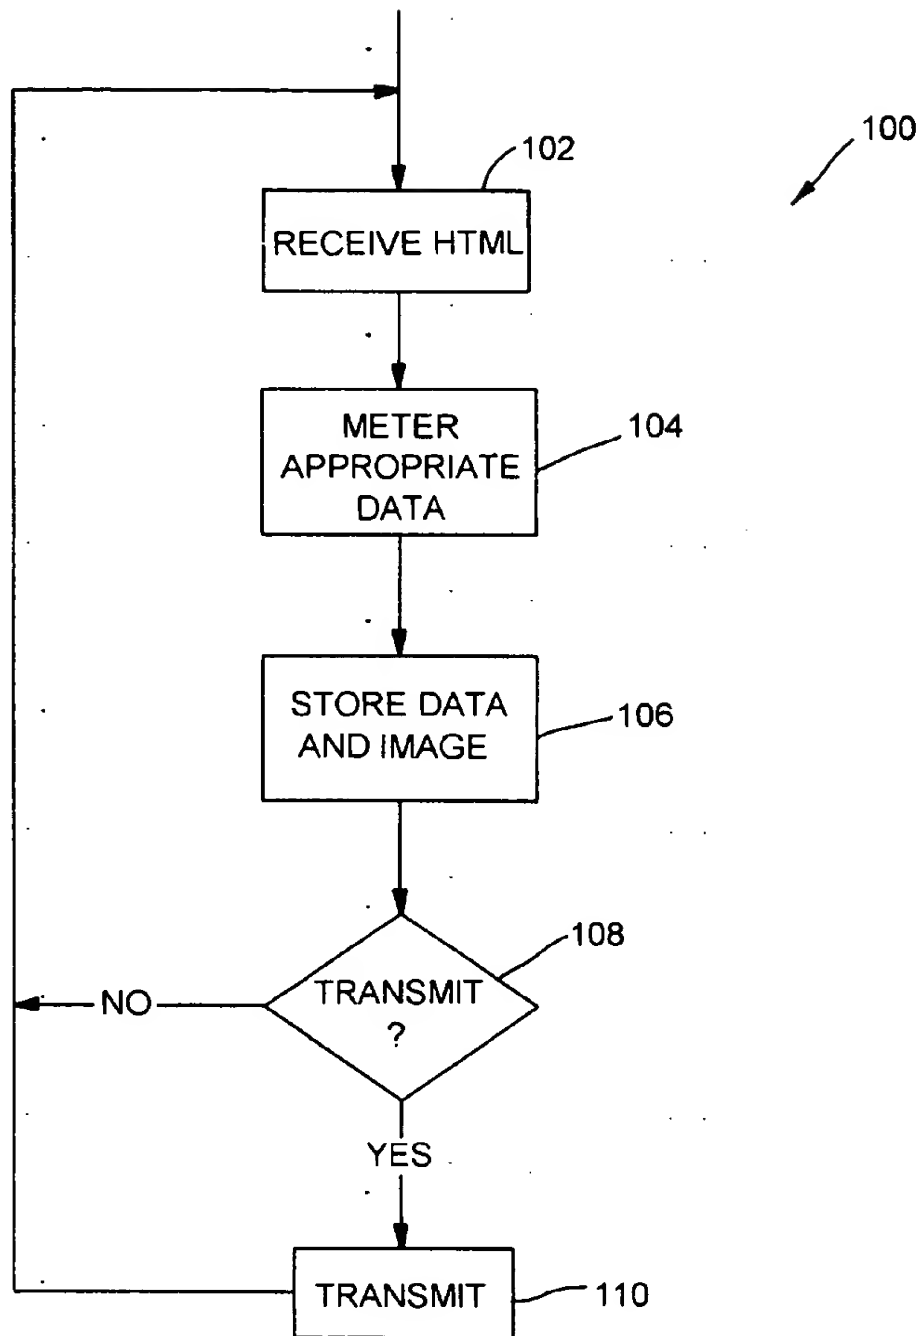 100
102
RECEIVE HTML
METER
APPROPRIATE
DATA
104
STORE DATA
AND IMAGE
106
108
TRANSMIT
?
NO
YES
TRANSMIT
110